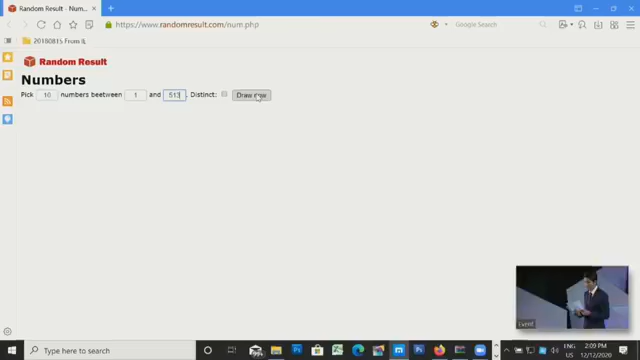 Random Result - Num...
https://www.randomresult.com/num.php
Google Search
20180815 From IL
Random Result
Numbers
Pick 10 numbers beetween 1 and 513 . Distinct: Draw now
Event
Type here to search
ENG
US
2:09 PM
12/12/2020